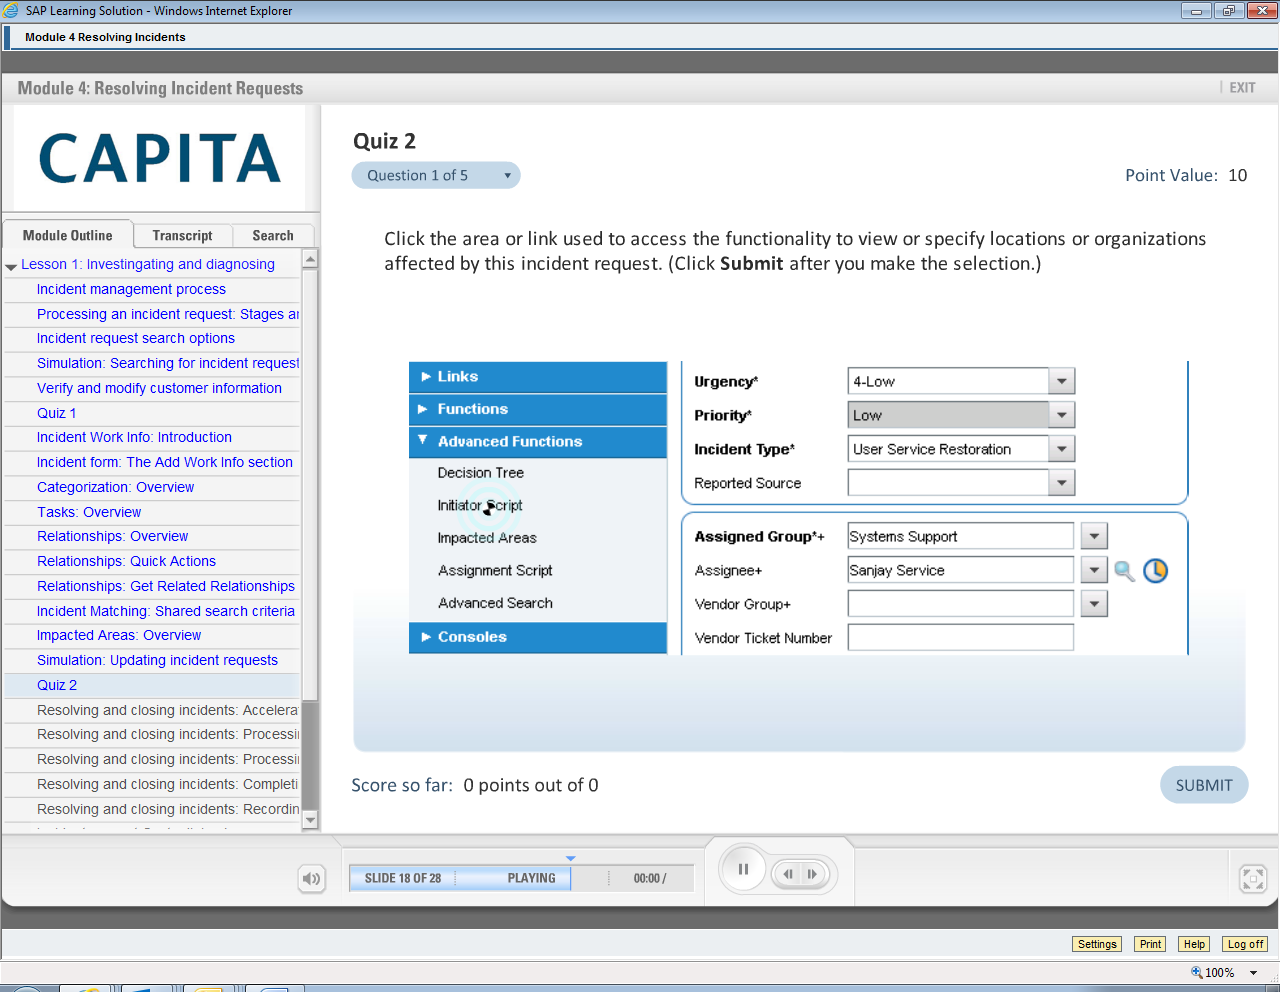 SAP Learning Solution - Windows Internet Explorer
Module 4 Resolving Incidents
Module 4: Resolving Incident Requests
EXIT
CAPITA
Module Outline
Transcript
Search
Lesson 1: Investingating and diagnosing
Incident management process
Processing an incident request: Stages a
Incident request search options
Simulation: Searching for incident request
Verify and modify customer information
Quiz 1
Incident Work Info: Introduction
Incident form: The Add Work Info section
Categorization: Overview
Tasks: Overview
Relationships: Overview
Relationships: Quick Actions
Relationships: Get Related Relationships
Incident Matching: Shared search criteria
Impacted Areas: Overview
Simulation: Updating incident requests
Quiz 2
Resolving and closing incidents: Accelera
Resolving and closing incidents: Processi
Resolving and closing incidents: Processi
Resolving and closing incidents: Completi
Resolving and closing incidents: Recordin
Quiz 2
Question 1 of 5
Point Value: 10
Click the area or link used to access the functionality to view or specify locations or organizations
affected by this incident request. (Click Submit after you make the selection.)
Links
Functions
Advanced Functions
Decision Tree
Initiator Script
Impacted Areas
Assignment Script
Advanced Search
Consoles
Urgency* 4-Low
Priority* Low
Incident Type* User Service Restoration
Reported Source
Assigned Group*+ Systems Support
Assignee+ Sanjay Service
Vendor Group+
Vendor Ticket Number
Score so far: 0 points out of 0
SUBMIT
SLIDE 18 OF 28 PLAYING 00:00 /
Settings
Print
Help
Log off
100%